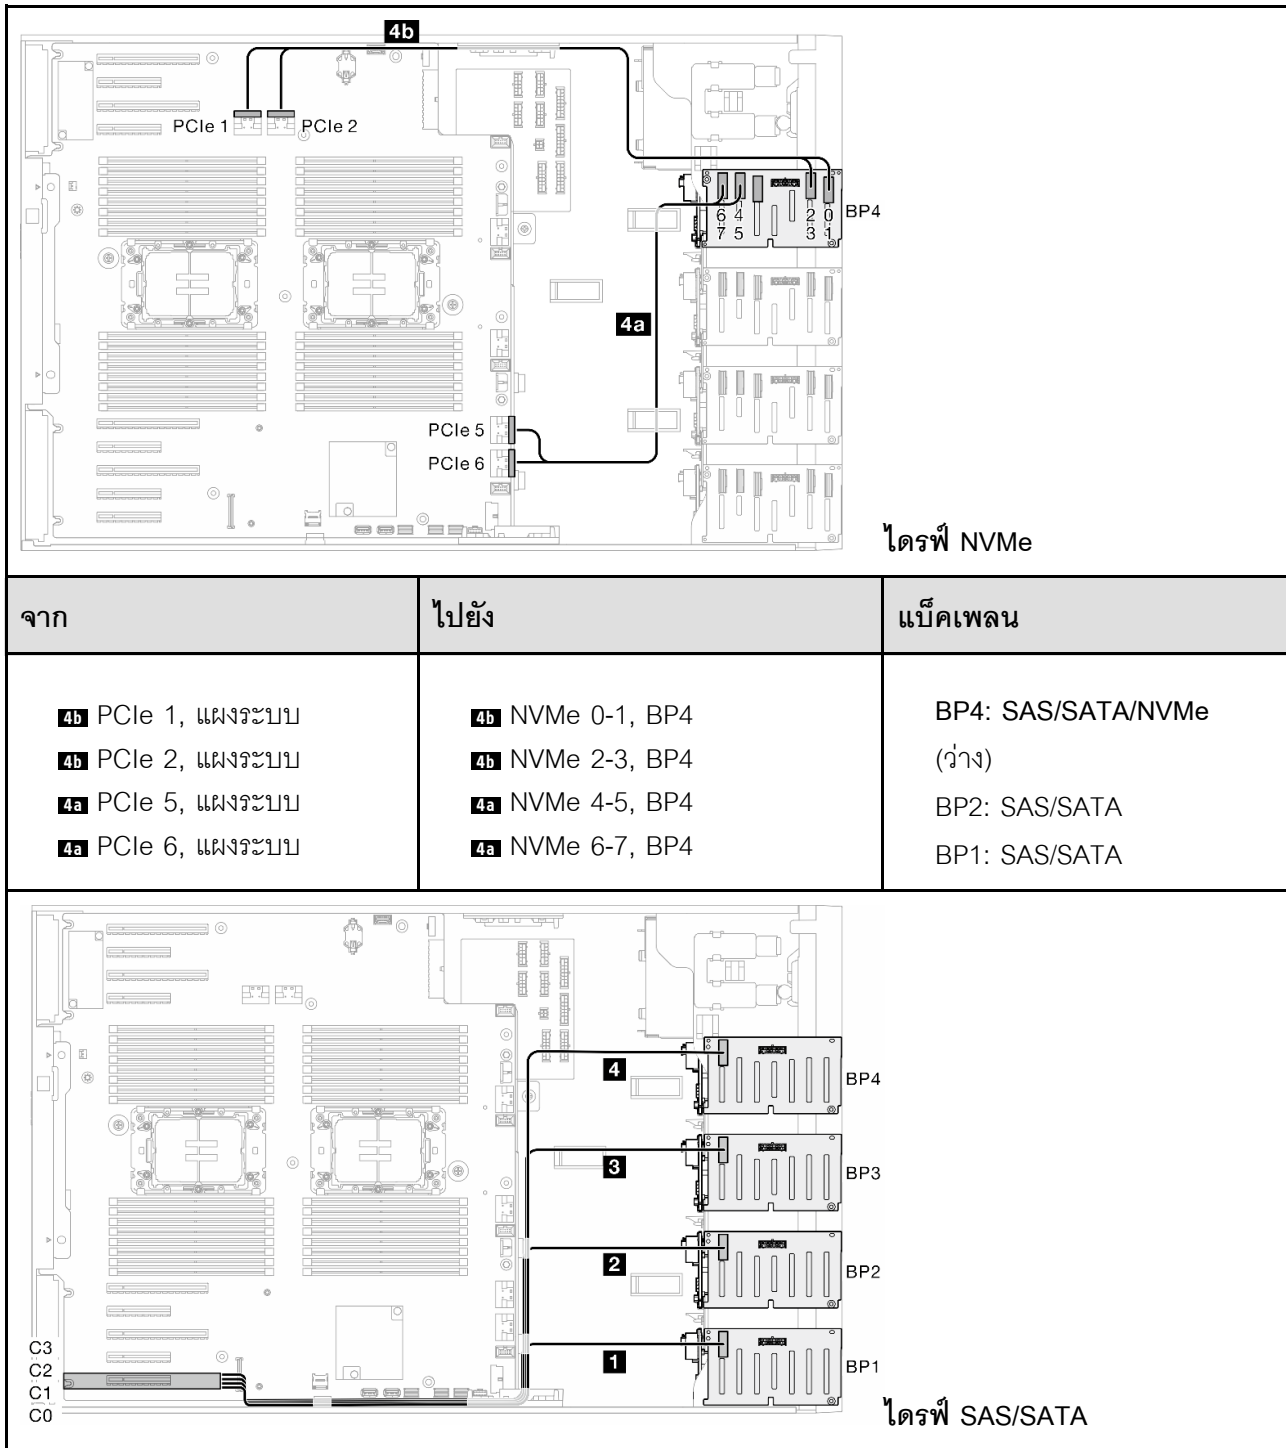 4b
PCIe 1
PCIe 2
6 4 2 0
7 5 3 1
BP4
4a
PCIe 5
PCIe 6
ไดรฟ์ NVMe
จาก
ไปยัง
แบ็คเพลน
4b PCIe 1, แผงระบบ
4b PCIe 2, แผงระบบ
4a PCIe 5, แผงระบบ
4a PCIe 6, แผงระบบ
4b NVMe 0-1, BP4
4b NVMe 2-3, BP4
4a NVMe 4-5, BP4
4a NVMe 6-7, BP4
BP4: SAS/SATA/NVMe
(ว่าง)
BP2: SAS/SATA
BP1: SAS/SATA
4
BP4
3
BP3
2
BP2
1
BP1
C3
C2
C1
C0
ไดรฟ์ SAS/SATA